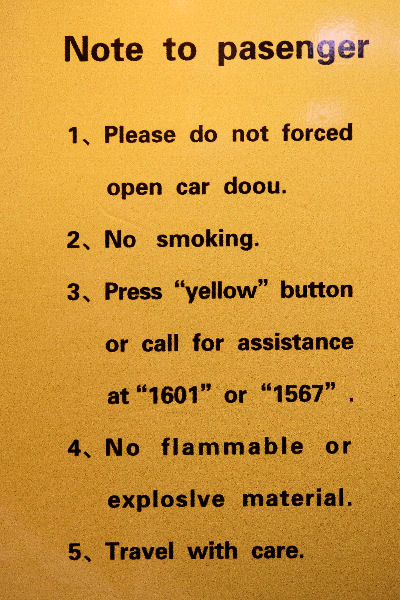 Note to pasenger
1、Please do not forced
open car doou.
2、No smoking.
3、Press “yellow” button
or call for assistance
at “1601” or “1567” .
4、No flammable or
exploslve material.
5、Travel with care.